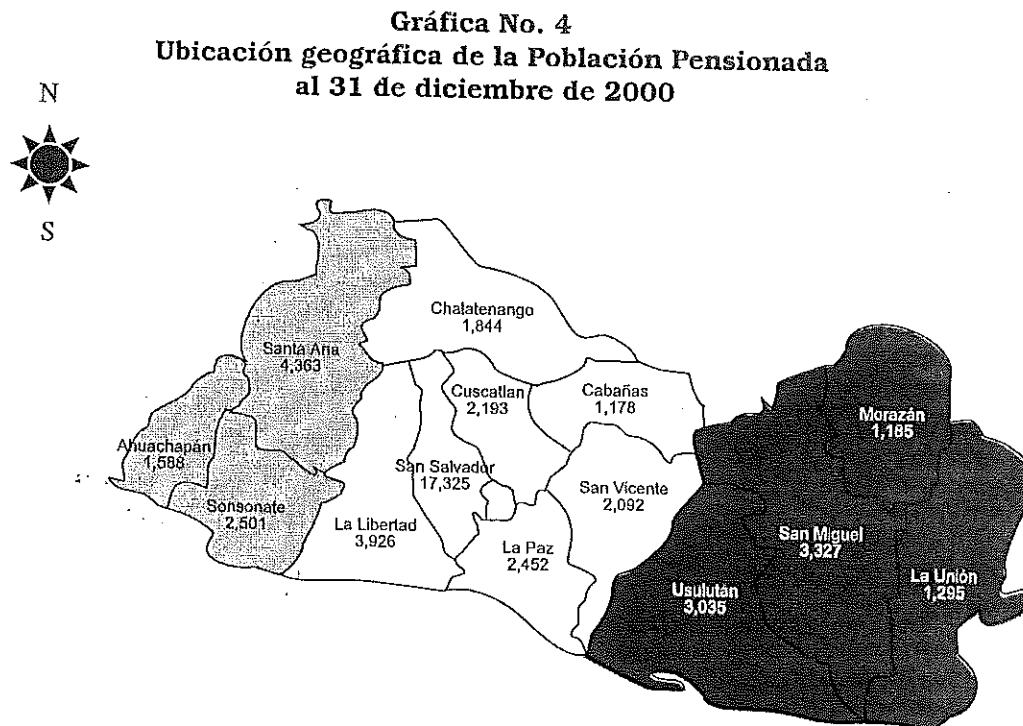 Gráfica No. 4
Ubicación geográfica de la Población Pensionada
al 31 de diciembre de 2000
N
S
Chalatenango
1,844
Santa Ana
4,363
Cuscatlan
2,193
Cabañas
1,178
Morazán
1,185
Ahuachapán
1,588
San Salvador
17,325
San Vicente
2,092
Sonsonate
2,501
La Libertad
3,926
La Paz
2,452
San Miguel
3,327
Usulután
3,035
La Unión
1,295